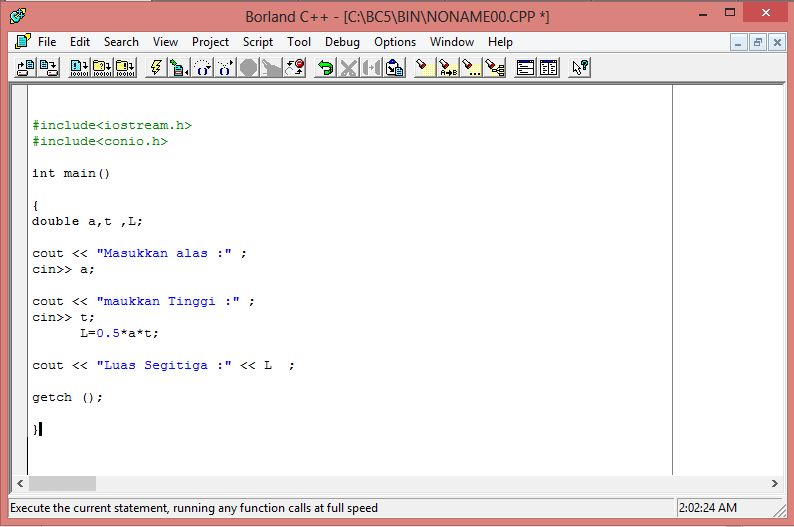 Borland C++ - [C:\BC5\BIN\NONAME00.CPP *]
File Edit Search View Project Script Tool Debug Options Window Help
#include<iostream.h>
#include<conio.h>
int main()
{
double a,t ,L;
cout << "Masukkan alas :" ;
cin>> a;
cout << "maukkan Tinggi :" ;
cin>> t;
L=0.5*a*t;
cout << "Luas Segitiga :" << L  ;
getch ();
}
Execute the current statement, running any function calls at full speed
2:02:24 AM